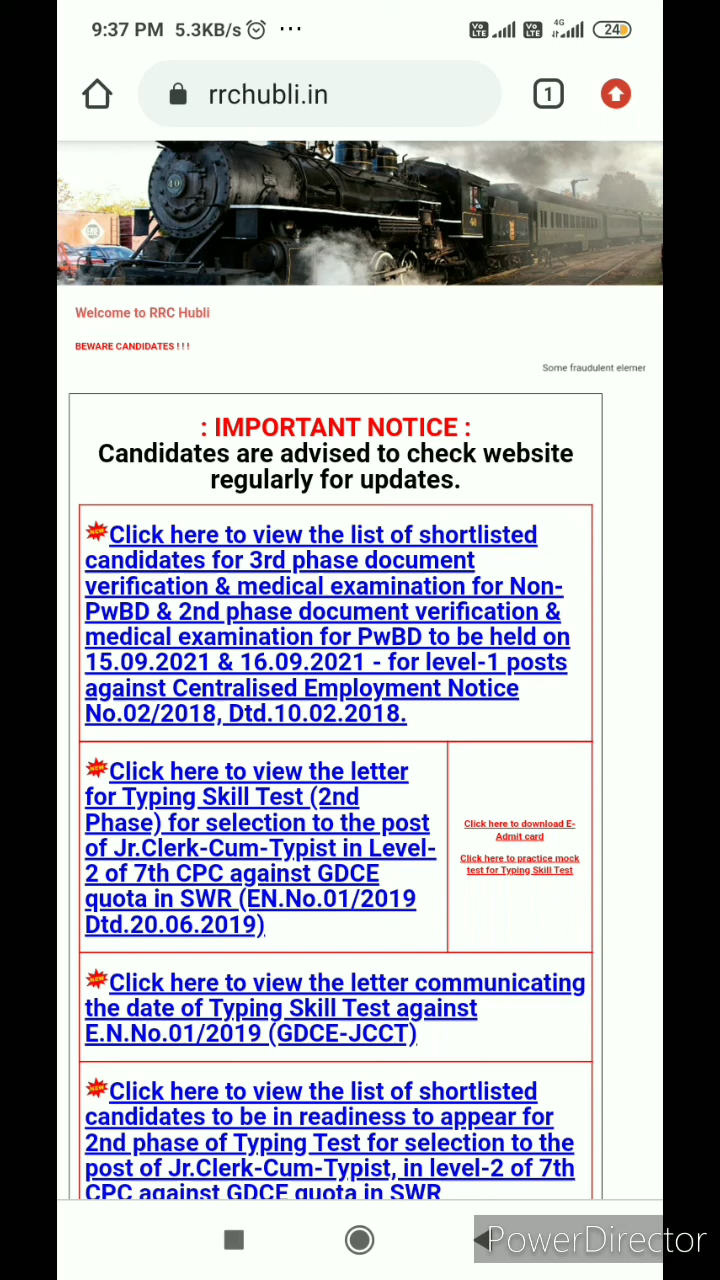 9:37 PM 5.3KB/s ...
Vo LTE Vo LTE 4G 24
rrchubli.in
1
Welcome to RRC Hubli
BEWARE CANDIDATES ! ! !
Some fraudulent elemer
: IMPORTANT NOTICE :
Candidates are advised to check website
regularly for updates.
NEW Click here to view the list of shortlisted
candidates for 3rd phase document
verification & medical examination for Non-
PwBD & 2nd phase document verification &
medical examination for PwBD to be held on
15.09.2021 & 16.09.2021 - for level-1 posts
against Centralised Employment Notice
No.02/2018, Dtd.10.02.2018.
NEW Click here to view the letter
for Typing Skill Test (2nd
Phase) for selection to the post
of Jr.Clerk-Cum-Typist in Level-
2 of 7th CPC against GDCE
quota in SWR (EN.No.01/2019
Dtd.20.06.2019)
Click here to download E-
Admit card
Click here to practice mock
test for Typing Skill Test
NEW Click here to view the letter communicating
the date of Typing Skill Test against
E.N.No.01/2019 (GDCE-JCCT)
NEW Click here to view the list of shortlisted
candidates to be in readiness to appear for
2nd phase of Typing Test for selection to the
post of Jr.Clerk-Cum-Typist, in level-2 of 7th
CPC against GDCE quota in SWR
PowerDirector